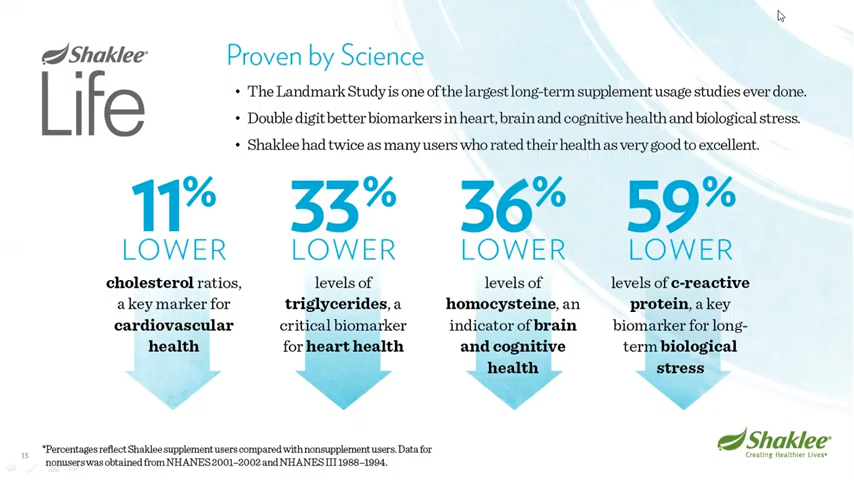 Shaklee®
Life
Proven by Science
• The Landmark Study is one of the largest long-term supplement usage studies ever done.
• Double digit better biomarkers in heart, brain and cognitive health and biological stress.
• Shaklee had twice as many users who rated their health as very good to excellent.
11%
LOWER
cholesterol ratios,
a key marker for
cardiovascular
health
33%
LOWER
levels of
triglycerides, a
critical biomarker
for heart health
36%
LOWER
levels of
homocysteine, an
indicator of brain
and cognitive
health
59%
LOWER
levels of c-reactive
protein, a key
biomarker for long-
term biological
stress
13
*Percentages reflect Shaklee supplement users compared with nonsupplement users. Data for
nonusers was obtained from NHANES 2001–2002 and NHANES III 1988–1994.
Shaklee®
Creating Healthier Lives®